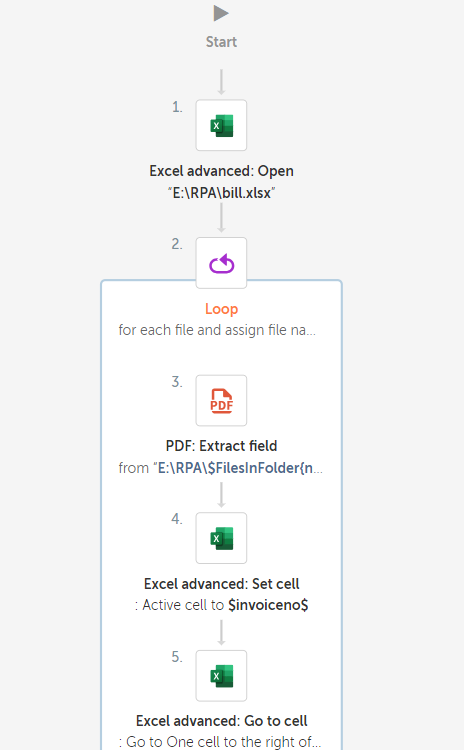 Start
1.
Excel advanced: Open
"E:\RPA\bill.xlsx"
2.
Loop
for each file and assign file na...
3.
PDF
PDF: Extract field
from "E:\RPA\$FilesInFolder{n...
4.
Excel advanced: Set cell
: Active cell to $invoiceno$
5.
Excel advanced: Go to cell
: Go to One cell to the right of...